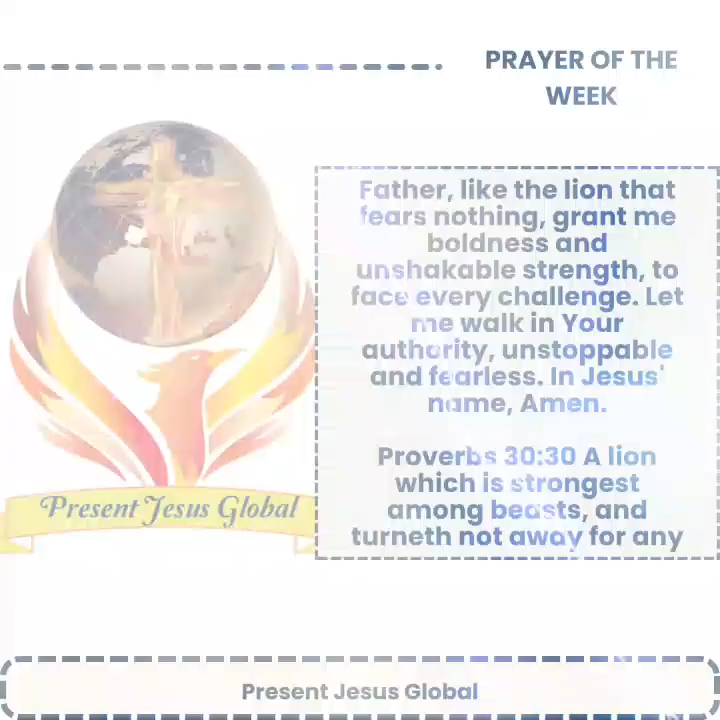 PRAYER OF THE
WEEK
Father, like the lion that
fears nothing, grant me
boldness and
unshakable strength, to
face every challenge. Let
me walk in Your
authority, unstoppable
and fearless. In Jesus'
name, Amen.
Proverbs 30:30 A lion
which is strongest
among beasts, and
turneth not away for any
Present Jesus Global
Present Jesus Global